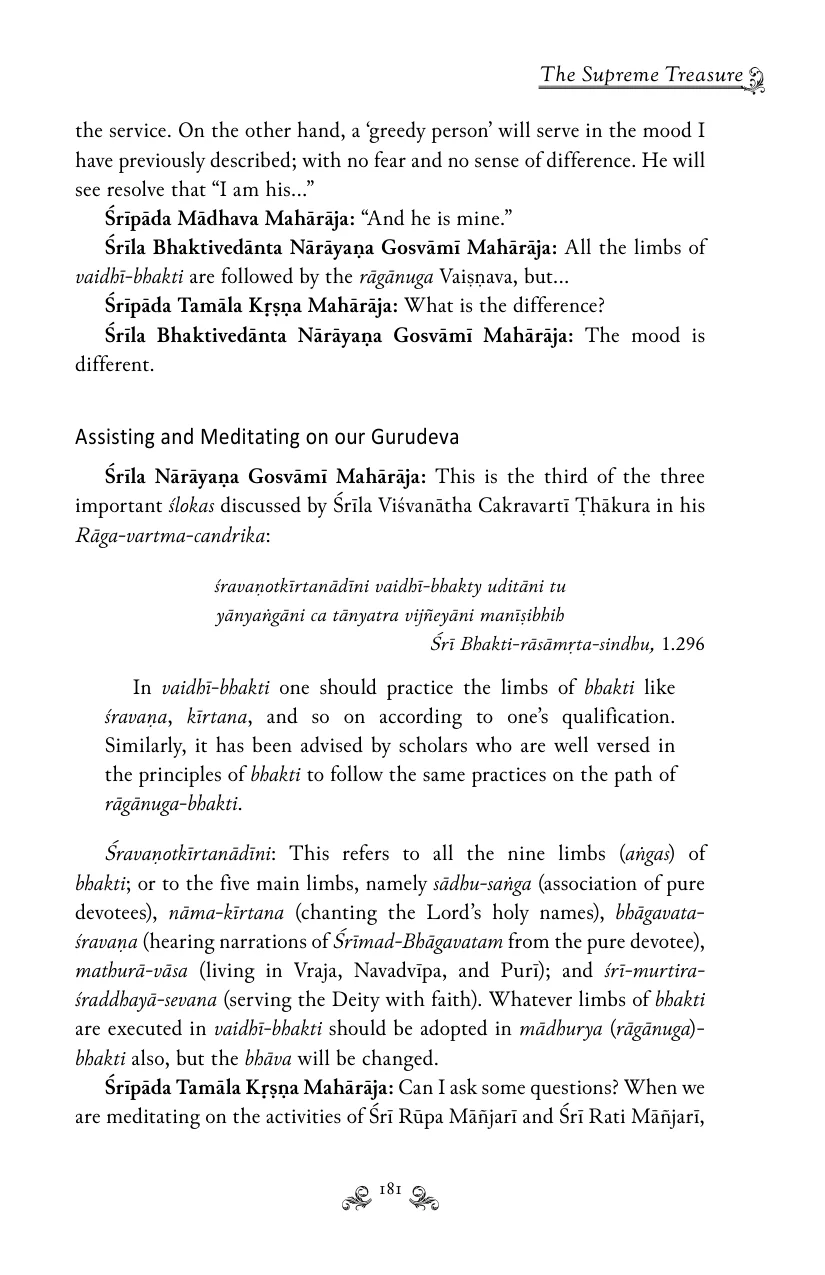 The Supreme Treasure
the service. On the other hand, a ‘greedy person’ will serve in the mood I
have previously described; with no fear and no sense of difference. He will
see resolve that “I am his...”
Śrīpāda Mādhava Mahārāja: “And he is mine.”
Śrīla Bhaktivedānta Nārāyaṇa Gosvāmī Mahārāja: All the limbs of
vaidhī-bhakti are followed by the rāgānuga Vaiṣṇava, but...
Śrīpāda Tamāla Kṛṣṇa Mahārāja: What is the difference?
Śrīla Bhaktivedānta Nārāyaṇa Gosvāmī Mahārāja: The mood is
different.
Assisting and Meditating on our Gurudeva
Śrīla Nārāyaṇa Gosvāmī Mahārāja: This is the third of the three
important ślokas discussed by Śrīla Viśvanātha Cakravartī Ṭhākura in his
Rāga-vartma-candrika:
śravaṇotkīrtanādīni vaidhī-bhakty uditāni tu
yānyaṅgāni ca tānyatra vijñeyāni manīṣibhih
Śrī Bhakti-rāsāmṛta-sindhu, 1.296
In vaidhī-bhakti one should practice the limbs of bhakti like
śravaṇa, kīrtana, and so on according to one’s qualification.
Similarly, it has been advised by scholars who are well versed in
the principles of bhakti to follow the same practices on the path of
rāgānuga-bhakti.
Śravaṇotkīrtanādīni: This refers to all the nine limbs (aṅgas) of
bhakti; or to the five main limbs, namely sādhu-saṅga (association of pure
devotees), nāma-kīrtana (chanting the Lord’s holy names), bhāgavata-
śravaṇa (hearing narrations of Śrīmad-Bhāgavatam from the pure devotee),
mathurā-vāsa (living in Vraja, Navadvīpa, and Purī); and śrī-murtira-
śraddhayā-sevana (serving the Deity with faith). Whatever limbs of bhakti
are executed in vaidhī-bhakti should be adopted in mādhurya (rāgānuga)-
bhakti also, but the bhāva will be changed.
Śrīpāda Tamāla Kṛṣṇa Mahārāja: Can I ask some questions? When we
are meditating on the activities of Śrī Rūpa Māñjarī and Śrī Rati Māñjarī,
181